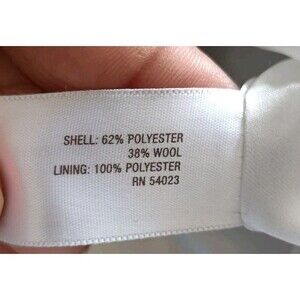 SHELL: 62% POLYESTER
38% WOOL
LINING: 100% POLYESTER
RN 54023